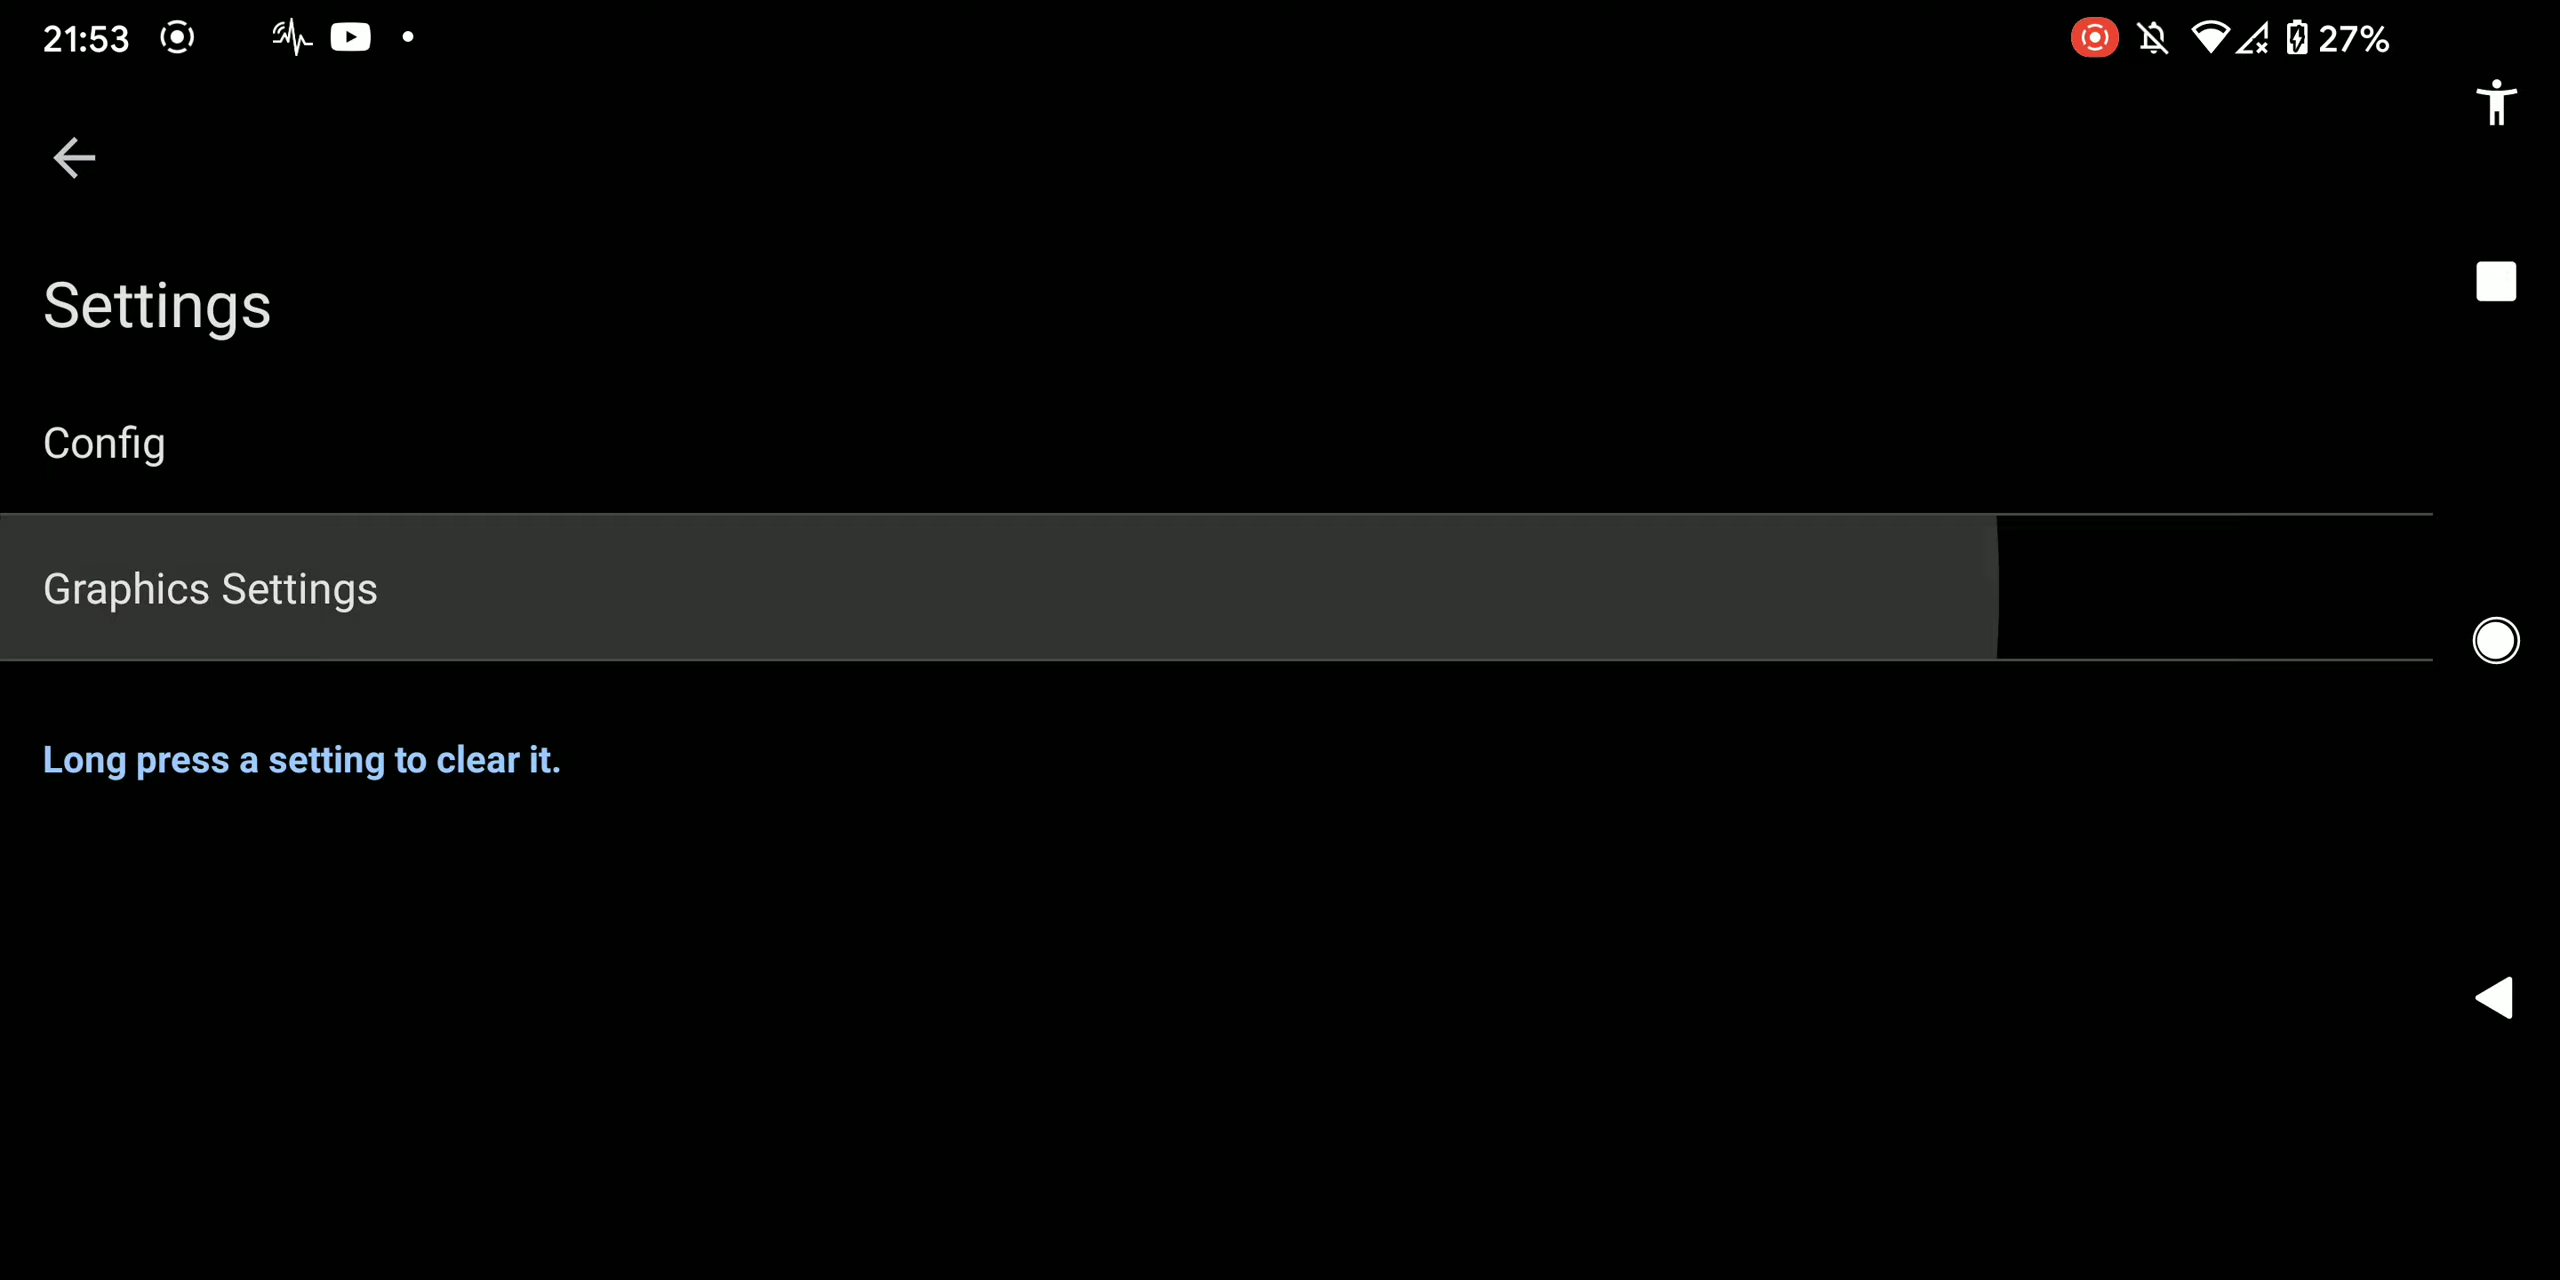 21:53
27%
Settings
Config
Graphics Settings
Long press a setting to clear it.